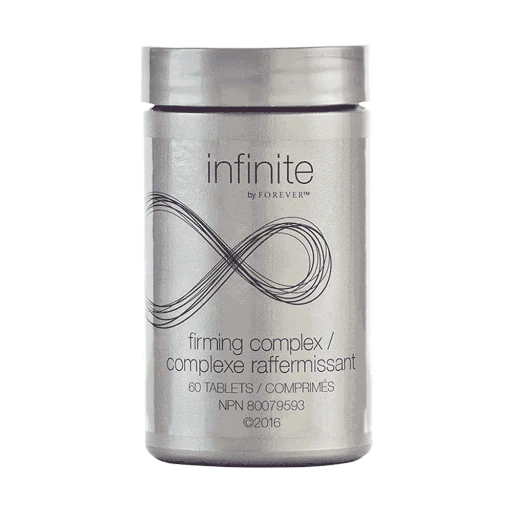 infinite
by FOREVER™
firming complex /
complexe raffermissant
60 TABLETS / COMPRIMÉS
NPN 80079593
©2016